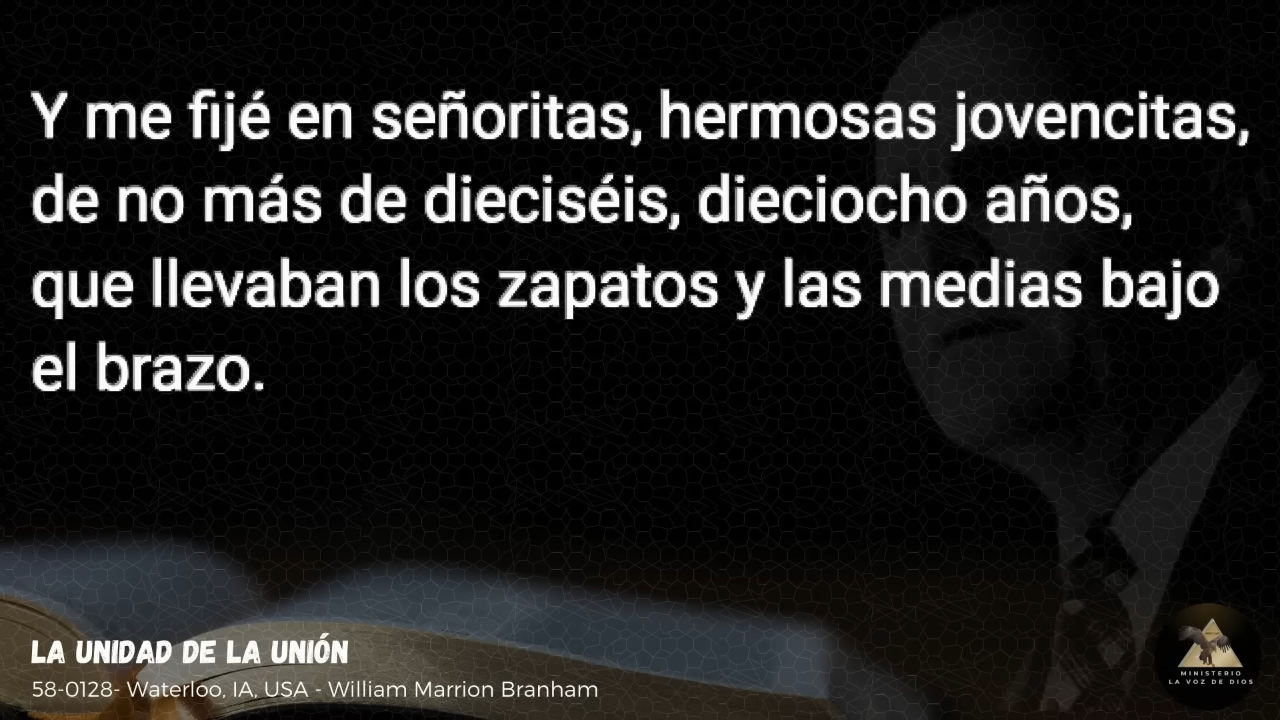 Y me fijé en señoritas, hermosas jovencitas,
de no más de dieciséis, dieciocho años,
que llevaban los zapatos y las medias bajo
el brazo.
LA UNIDAD DE LA UNIÓN
58-0128- Waterloo, IA, USA - William Marrion Branham
MINISTERIO
LA VOZ DE DIOS